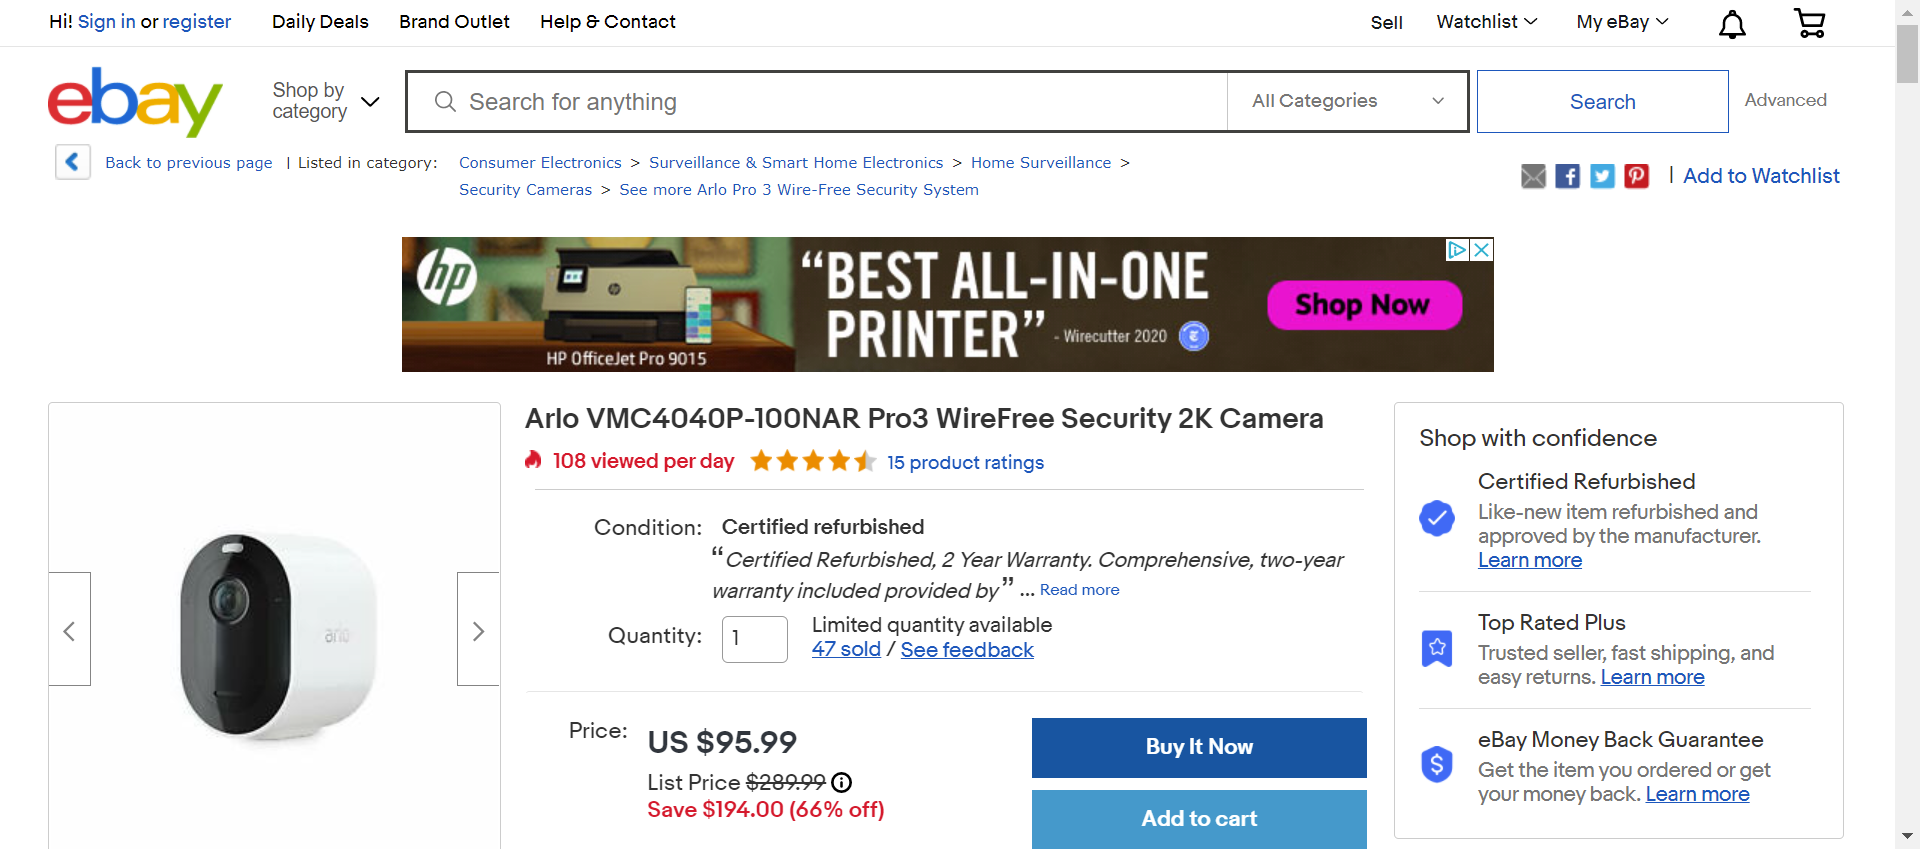 Hi! Sign in or register Daily Deals Brand Outlet Help & Contact Sell Watchlist My eBay
ebay
Shop by category
Search for anything
All Categories
Search
Advanced
Back to previous page | Listed in category: Consumer Electronics > Surveillance & Smart Home Electronics > Home Surveillance >
Security Cameras > See more Arlo Pro 3 Wire-Free Security System
| Add to Watchlist
hp
HP OfficeJet Pro 9015
“BEST ALL-IN-ONE
PRINTER” - Wirecutter 2020
Shop Now
arlo
Arlo VMC4040P-100NAR Pro3 WireFree Security 2K Camera
108 viewed per day 15 product ratings
Condition: Certified refurbished
“Certified Refurbished, 2 Year Warranty. Comprehensive, two-year
warranty included provided by” ... Read more
Quantity: 1
Limited quantity available
47 sold / See feedback
Price: US $95.99
List Price $289.99
Save $194.00 (66% off)
Buy It Now
Add to cart
Shop with confidence
Certified Refurbished
Like-new item refurbished and
approved by the manufacturer.
Learn more
Top Rated Plus
Trusted seller, fast shipping, and
easy returns. Learn more
eBay Money Back Guarantee
Get the item you ordered or get
your money back. Learn more